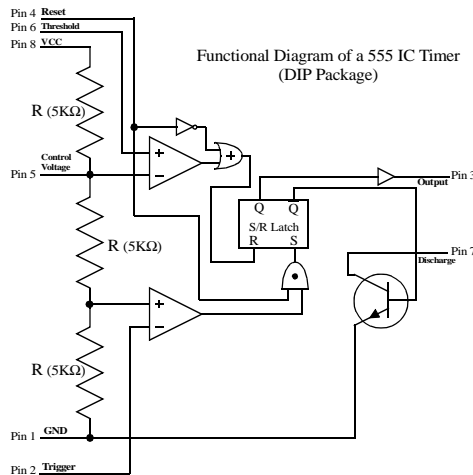 Pin 4 Reset
Pin 6 Threshold
Pin 8 VCC
Functional Diagram of a 555 IC Timer
(DIP Package)
R (5KΩ)
+
+
−
Control
Voltage
Pin 5
Pin 3
Output
Q Q̅
S/R Latch
R S
R (5KΩ)
Pin 7
Discharge
+
−
R (5KΩ)
Pin 1 GND
Pin 2 Trigger